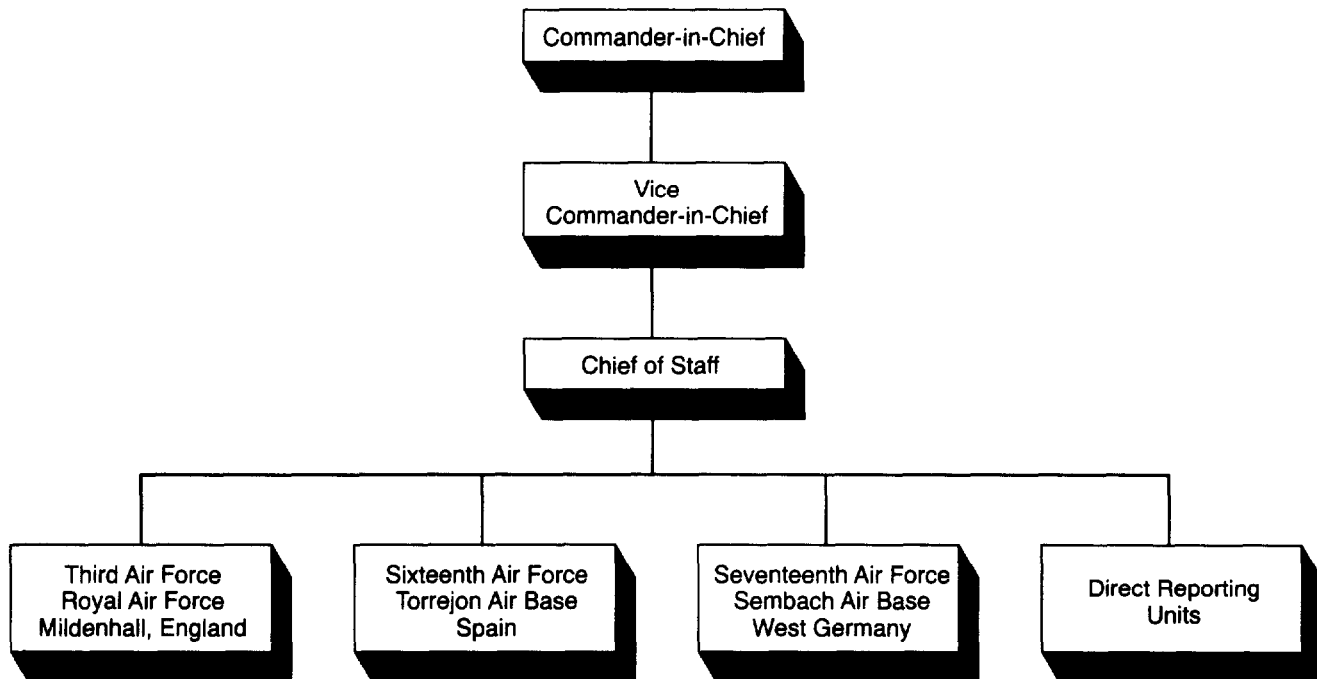 Commander-in-Chief
Vice
Commander-in-Chief
Chief of Staff
Third Air Force
Royal Air Force
Mildenhall, England
Sixteenth Air Force
Torrejon Air Base
Spain
Seventeenth Air Force
Sembach Air Base
West Germany
Direct Reporting
Units